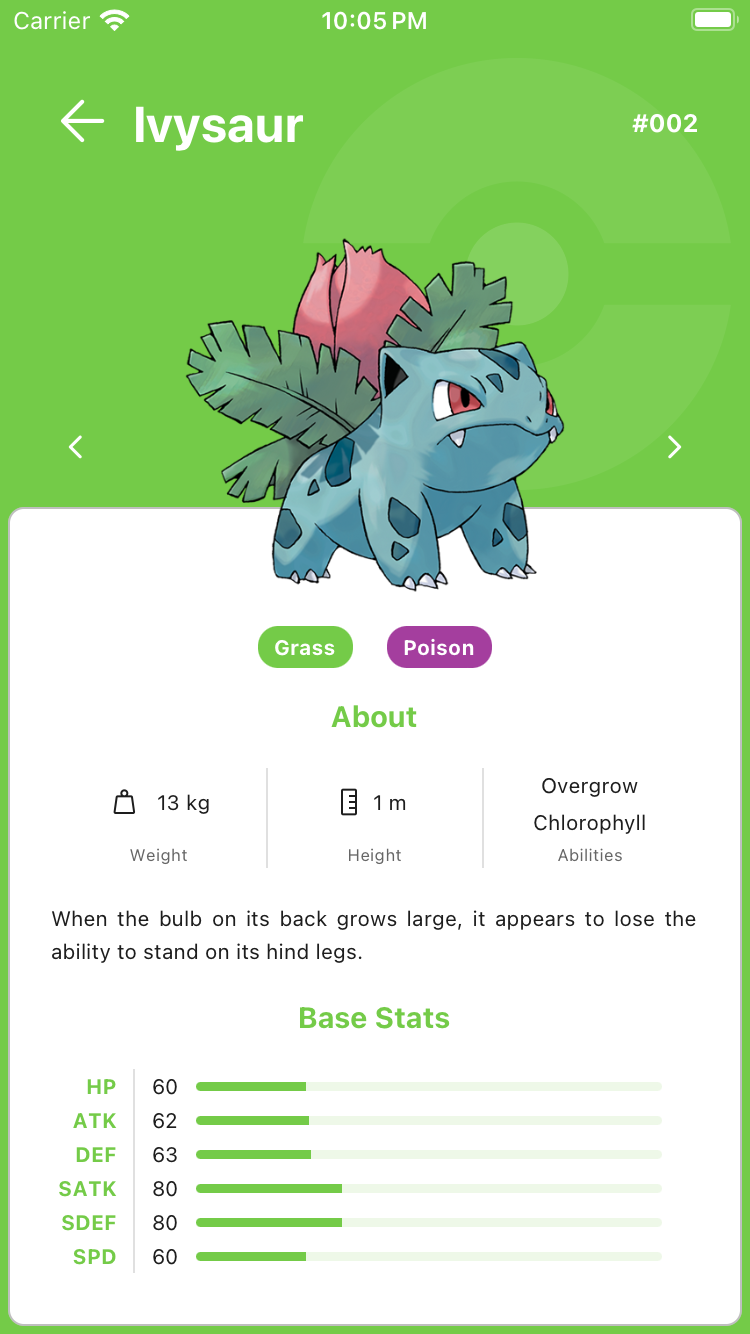 Carrier 10:05 PM
Ivysaur #002
Grass Poison
About
13 kg 1 m Overgrow
Chlorophyll
Weight Height Abilities
When the bulb on its back grows large, it appears to lose the
ability to stand on its hind legs.
Base Stats
HP 60
ATK 62
DEF 63
SATK 80
SDEF 80
SPD 60